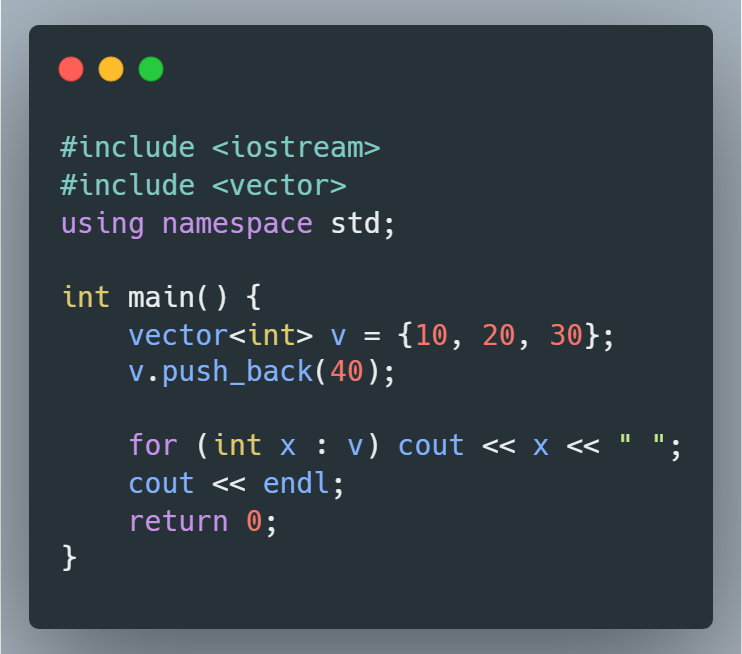 #include <iostream>
#include <vector>
using namespace std;

int main() {
    vector<int> v = {10, 20, 30};
    v.push_back(40);

    for (int x : v) cout << x << " ";
    cout << endl;
    return 0;
}